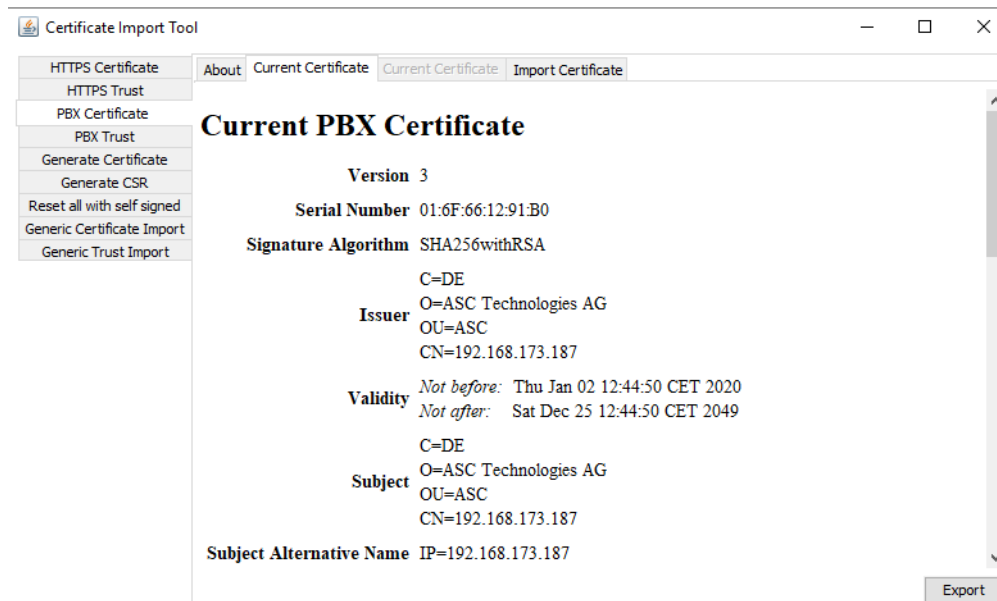 Certificate Import Tool
HTTPS Certificate
HTTPS Trust
PBX Certificate
PBX Trust
Generate Certificate
Generate CSR
Reset all with self signed
Generic Certificate Import
Generic Trust Import
About Current Certificate Current Certificate Import Certificate
Current PBX Certificate
Version 3
Serial Number 01:6F:66:12:91:B0
Signature Algorithm SHA256withRSA
Issuer
C=DE
O=ASC Technologies AG
OU=ASC
CN=192.168.173.187
Validity
Not before: Thu Jan 02 12:44:50 CET 2020
Not after: Sat Dec 25 12:44:50 CET 2049
Subject
C=DE
O=ASC Technologies AG
OU=ASC
CN=192.168.173.187
Subject Alternative Name IP=192.168.173.187
Export